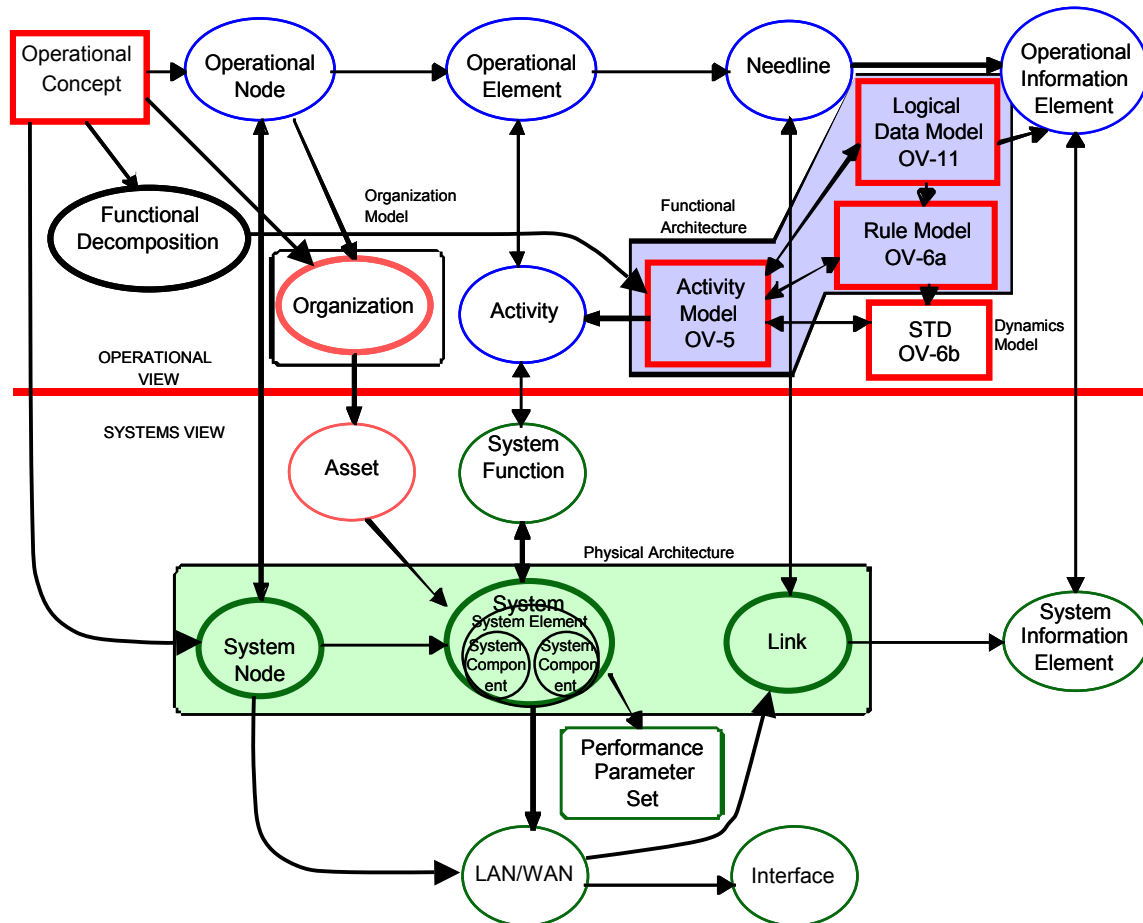 Operational
Concept
Operational
Node
Operational
Element
Needline
Operational
Information
Element
Logical
Data Model
OV-11
Functional
Decomposition
Organization
Model
Functional
Architecture
Rule Model
OV-6a
Organization
Activity
Activity
Model
OV-5
STD
OV-6b
Dynamics
Model
OPERATIONAL
VIEW
SYSTEMS VIEW
Asset
System
Function
Physical Architecture
System
Node
System
System Element
System
Compon
ent
System
Compon
ent
Link
System
Information
Element
Performance
Parameter
Set
LAN/WAN
Interface